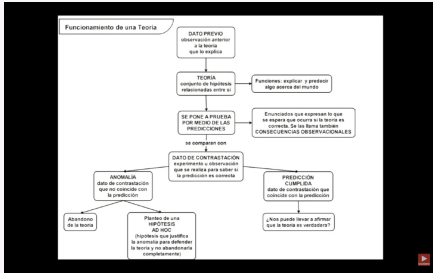 Funcionamiento de una Teoría
DATO PREVIO
observación anterior
a la teoría
que lo explica
TEORÍA
conjunto de hipótesis
relacionadas entre sí
Funciones: explicar y predecir
algo acerca del mundo
SE PONE A PRUEBA
POR MEDIO DE LAS
PREDICCIONES
Enunciados que expresan lo que
se espera que ocurra si la teoría es
correcta. Se las llama también
CONSECUENCIAS OBSERVACIONALES
se comparan con
DATO DE CONTRASTACIÓN
experimento u observación
que se realiza para saber si
la predicción es correcta
ANOMALÍA
dato de contrastación
que no coincide con
la predicción
PREDICCIÓN
CUMPLIDA
dato de contrastación que
coincide con la predicción
Abandono
de la teoría
Planteo de una
HIPÓTESIS
AD HOC
(hipótesis que justifica
la anomalía para defender
la teoría y no abandonarla
completamente)
¿Nos puede llevar a afirmar
que la teoría es verdadera?